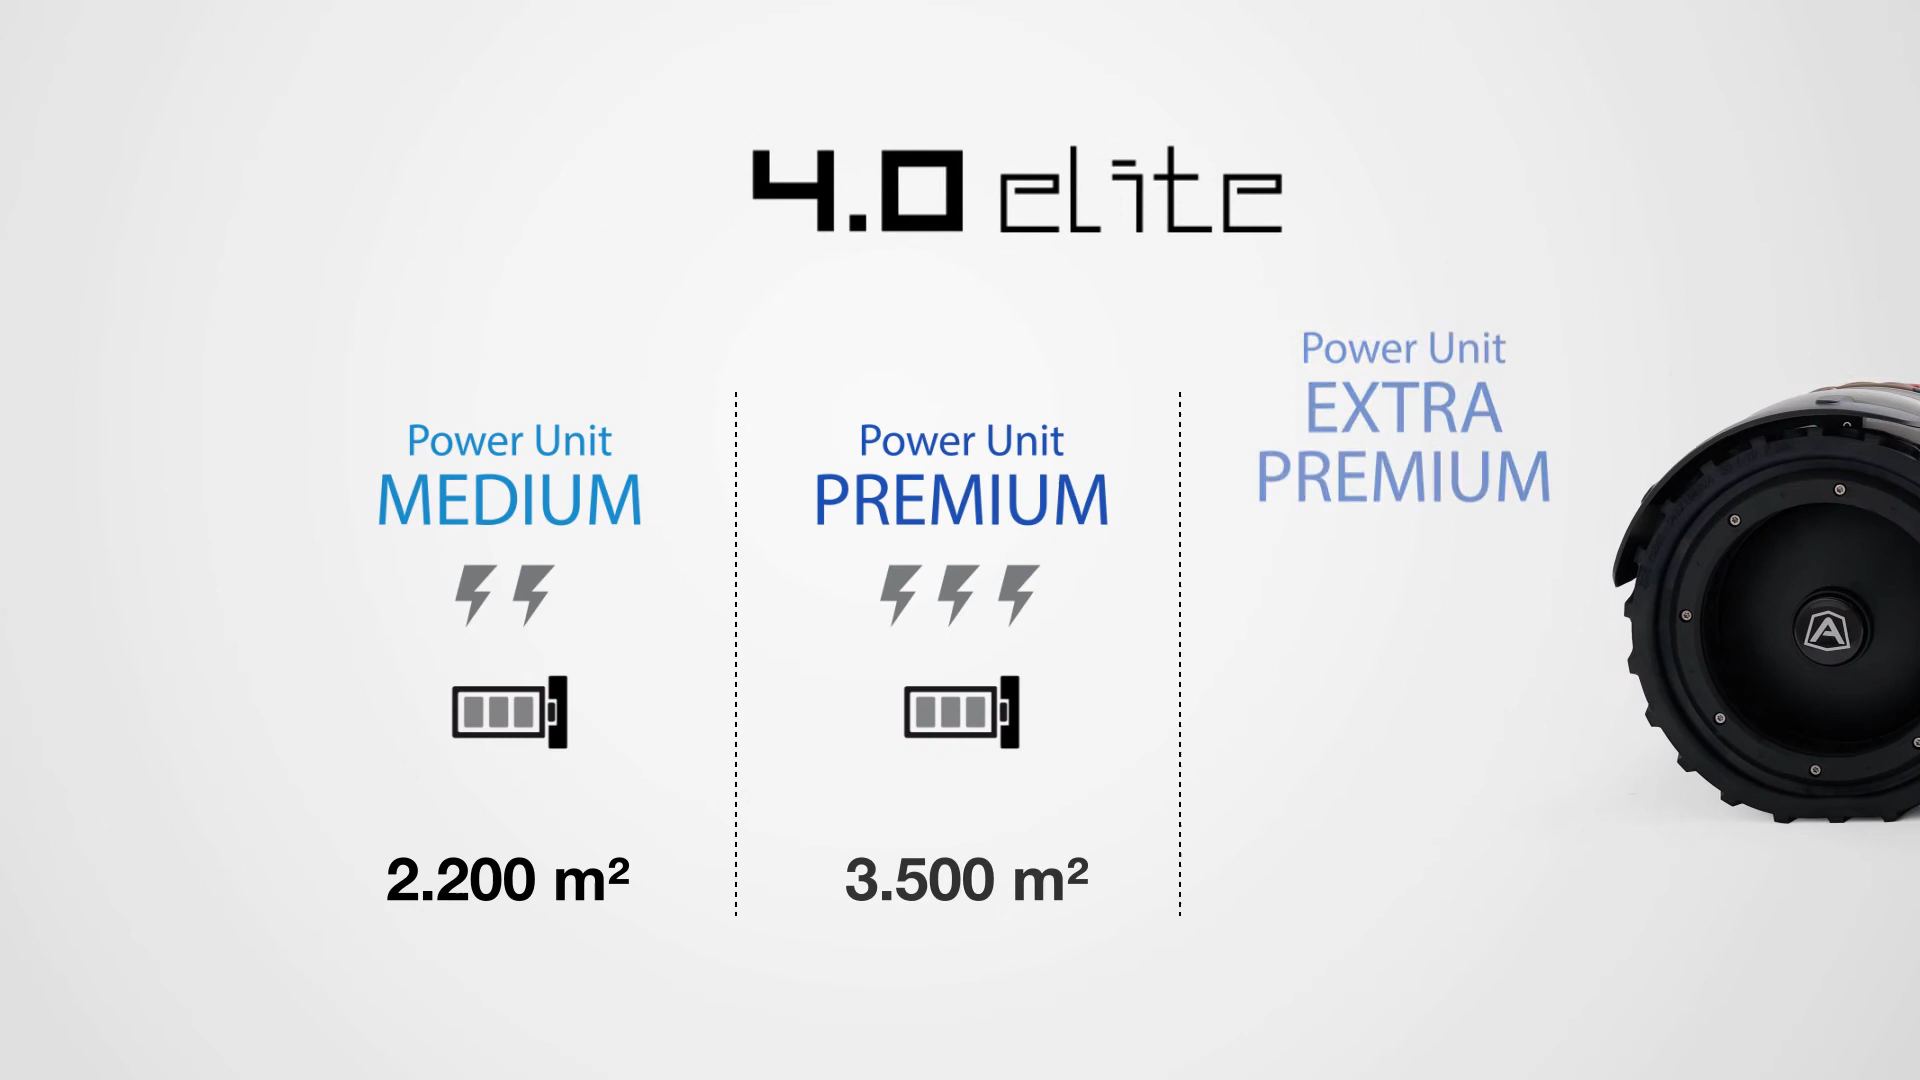 4.0 elite
Power Unit
MEDIUM
2.200 m²
Power Unit
PREMIUM
3.500 m²
Power Unit
EXTRA
PREMIUM